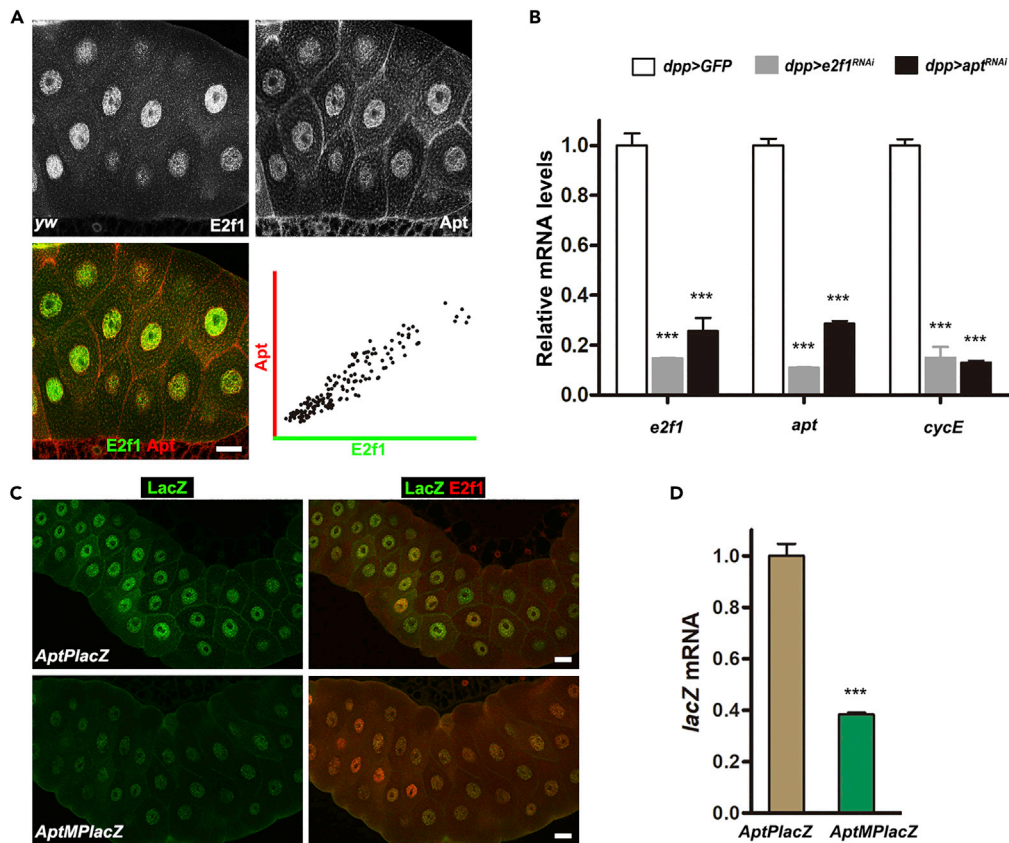 A
yw
E2f1
Apt
E2f1 Apt
Apt
E2f1
B
dpp>GFP dpp>e2f1RNAi dpp>aptRNAi
Relative mRNA levels
1.0
0.8
0.6
0.4
0.2
0.0
*** ***
*** ***
*** ***
e2f1 apt cycE
C
LacZ
LacZ E2f1
AptPlacZ
AptMPlacZ
D
lacZ mRNA
1.0
0.8
0.6
0.4
0.2
0.0
***
AptPlacZ AptMPlacZ